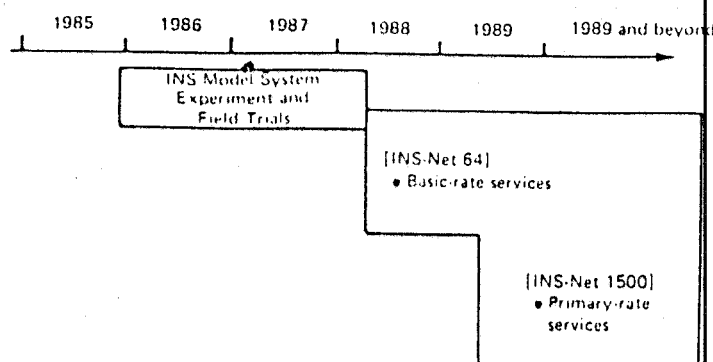 1985 1986 1987 1988 1989 1989 and beyond
INS Model System
Experiment and
Field Trials
[INS-Net 64]
• Basic-rate services
[INS-Net 1500]
• Primary-rate
services